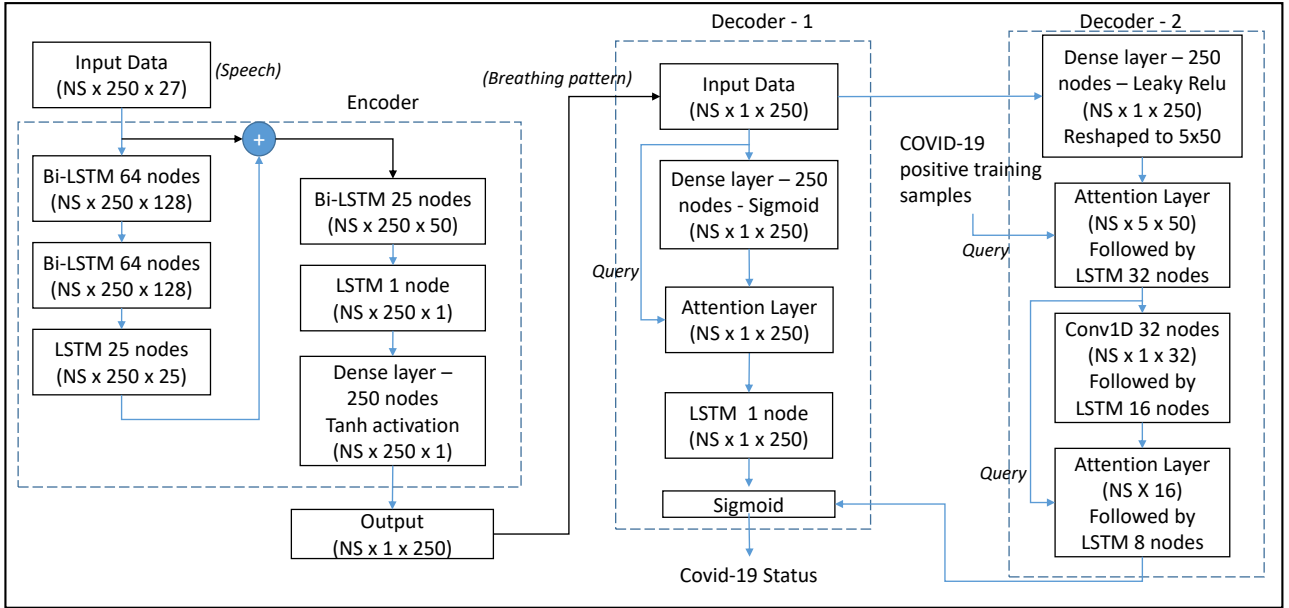 Input Data
(NS x 250 x 27)
(Speech)
Encoder
+
Bi-LSTM 64 nodes
(NS x 250 x 128)
Bi-LSTM 64 nodes
(NS x 250 x 128)
LSTM 25 nodes
(NS x 250 x 25)
Bi-LSTM 25 nodes
(NS x 250 x 50)
LSTM 1 node
(NS x 250 x 1)
Dense layer –
250 nodes
Tanh activation
(NS x 250 x 1)
Output
(NS x 1 x 250)
(Breathing pattern)
Decoder - 1
Input Data
(NS x 1 x 250)
Dense layer – 250
nodes - Sigmoid
(NS x 1 x 250)
Query
Attention Layer
(NS x 1 x 250)
LSTM 1 node
(NS x 1 x 250)
Sigmoid
Covid-19 Status
Decoder - 2
Dense layer – 250
nodes – Leaky Relu
(NS x 1 x 250)
Reshaped to 5x50
COVID-19
positive training
samples
Query
Attention Layer
(NS x 5 x 50)
Followed by
LSTM 32 nodes
Conv1D 32 nodes
(NS x 1 x 32)
Followed by
LSTM 16 nodes
Query
Attention Layer
(NS X 16)
Followed by
LSTM 8 nodes